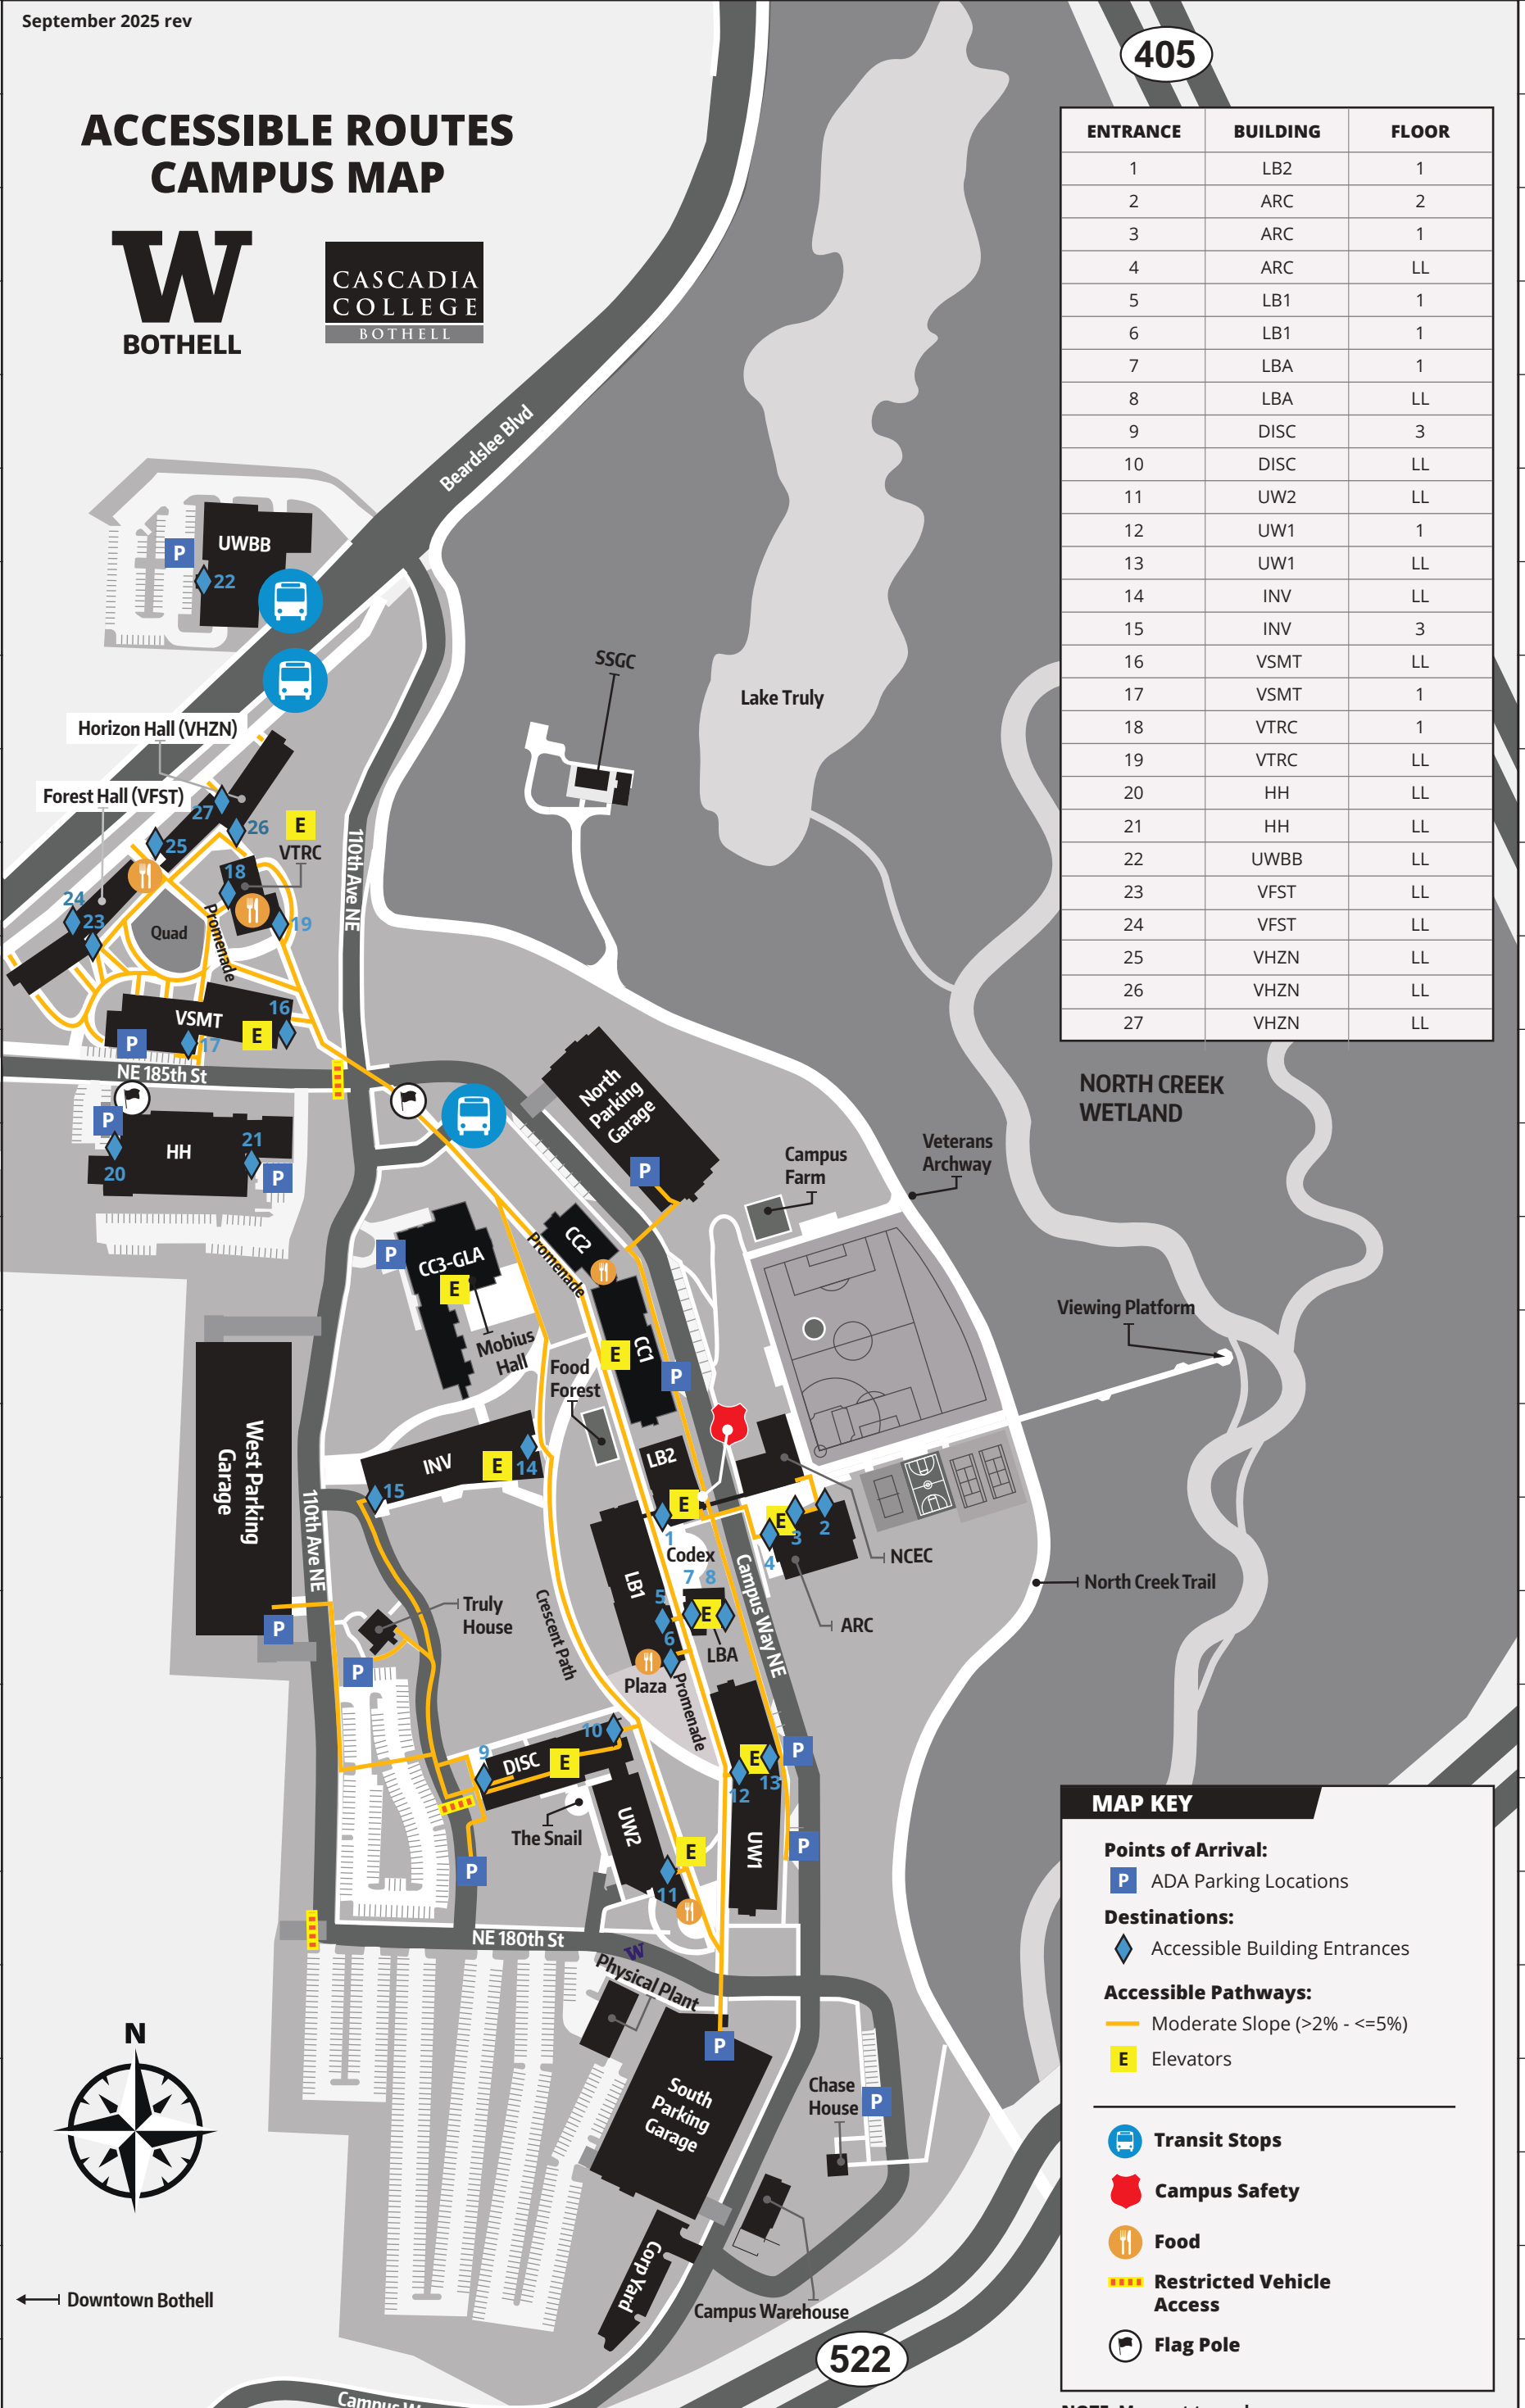 September 2025 rev
ACCESSIBLE ROUTES
CAMPUS MAP
W
BOTHELL
CASCADIA
COLLEGE
BOTHELL
405
ENTRANCE BUILDING FLOOR
1 LB2 1
2 ARC 2
3 ARC 1
4 ARC LL
5 LB1 1
6 LB1 1
7 LBA 1
8 LBA LL
9 DISC 3
10 DISC LL
11 UW2 LL
12 UW1 1
13 UW1 LL
14 INV LL
15 INV 3
16 VSMT LL
17 VSMT 1
18 VTRC 1
19 VTRC LL
20 HH LL
21 HH LL
22 UWBB LL
23 VFST LL
24 VFST LL
25 VHZN LL
26 VHZN LL
27 VHZN LL
Beardslee Blvd
UWBB
P
22
SSGC
Lake Truly
Horizon Hall (VHZN)
Forest Hall (VFST)
27
26
E
VTRC
25
18
24
23
19
Quad
Promenade
110th Ave NE
16
VSMT
P
17
E
NE 185th St
P
HH
21
20
P
North
Parking
Garage
P
NORTH CREEK
WETLAND
Campus
Farm
Veterans
Archway
P
CC3-GLA
E
CC2
Promenade
Mobius
Hall
E
CC1
P
Food
Forest
Viewing Platform
West Parking
Garage
INV
E
14
15
LB2
E
1
Codex
E
2
3
4
NCEC
110th Ave NE
LB1
7 8
5
E
6
LBA
Campus Way NE
ARC
North Creek Trail
Truly
House
P
P
Crescent Path
Plaza
Promenade
10
9
DISC
E
P
E
12
13
The Snail
UW2
E
UW1
P
P
11
NE 180th St
W
Physical Plant
P
South
Parking
Garage
Chase
House
P
N
Corp Yard
Campus Warehouse
Downtown Bothell
522
Campus W
MAP KEY
Points of Arrival:
P ADA Parking Locations
Destinations:
Accessible Building Entrances
Accessible Pathways:
Moderate Slope (>2% - <=5%)
E Elevators
Transit Stops
Campus Safety
Food
Restricted Vehicle
Access
Flag Pole